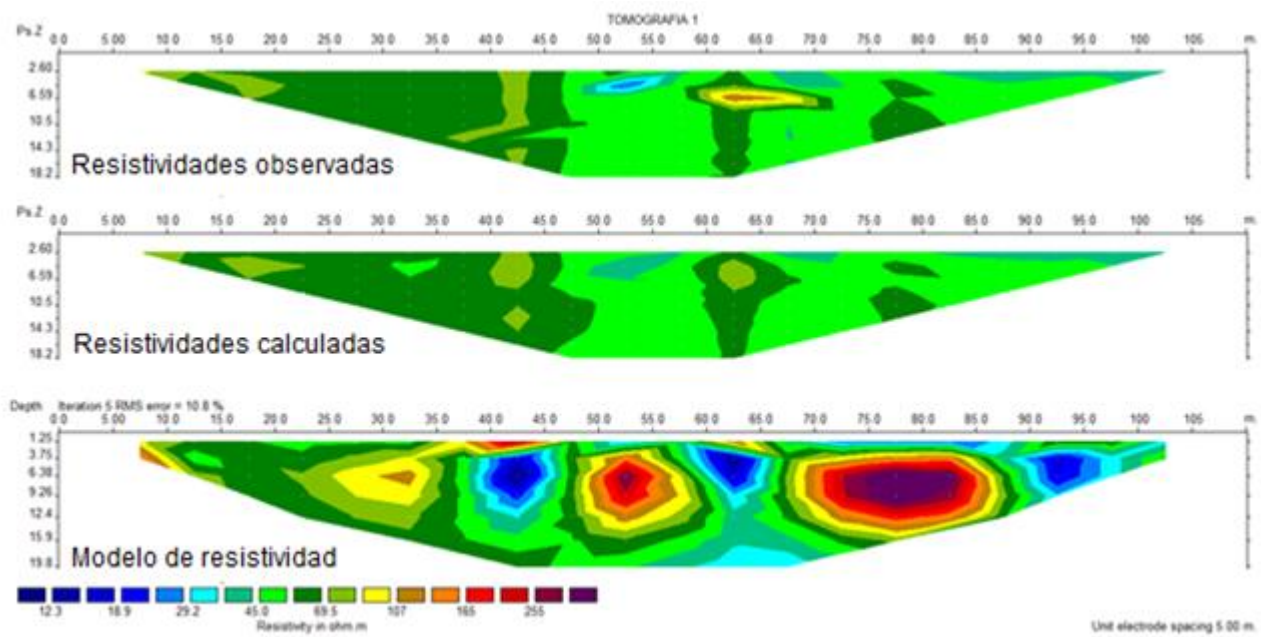 TOMOGRAFIA 1
Ps.Z 0.0 5.00 10.0 15.0 20.0 25.0 30.0 35.0 40.0 45.0 50.0 55.0 60.0 65.0 70.0 75.0 80.0 85.0 90.0 95.0 100. 105 m.
2.60
6.59
10.5
14.3
18.2
Resistividades observadas
Ps.Z 0.0 5.00 10.0 15.0 20.0 25.0 30.0 35.0 40.0 45.0 50.0 55.0 60.0 65.0 70.0 75.0 80.0 85.0 90.0 95.0 100. 105 m.
2.60
6.59
10.5
14.3
18.2
Resistividades calculadas
Depth Iteration 5 RMS error = 10.8 %
0.0 5.00 10.0 15.0 20.0 25.0 30.0 35.0 40.0 45.0 50.0 55.0 60.0 65.0 70.0 75.0 80.0 85.0 90.0 95.0 100. 105 m.
1.25
3.75
6.38
9.26
12.4
15.9
19.8
Modelo de resistividad
12.3 18.9 29.2 45.0 69.5 107 165 255
Resistivity in ohm.m
Unit electrode spacing 5.00 m.